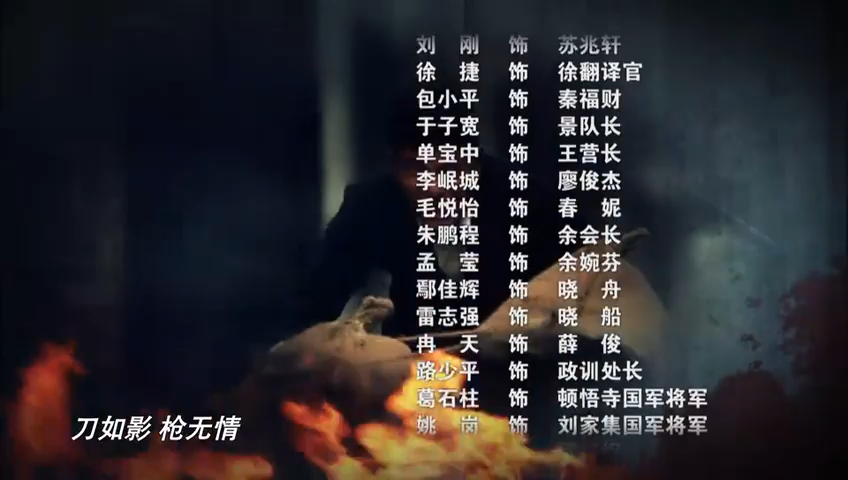 刘　刚　饰　苏兆轩
徐　捷　饰　徐翻译官
包小平　饰　秦福财
于子宽　饰　景队长
单宝中　饰　王营长
李岷城　饰　廖俊杰
毛悦怡　饰　春　妮
朱鹏程　饰　余会长
孟　莹　饰　余婉芬
鄢佳辉　饰　晓　舟
雷志强　饰　晓　船
冉　天　饰　薛　俊
路少平　饰　政训处长
葛石柱　饰　顿悟寺国军将军
姚　岗　饰　刘家集国军将军
刀如影 枪无情